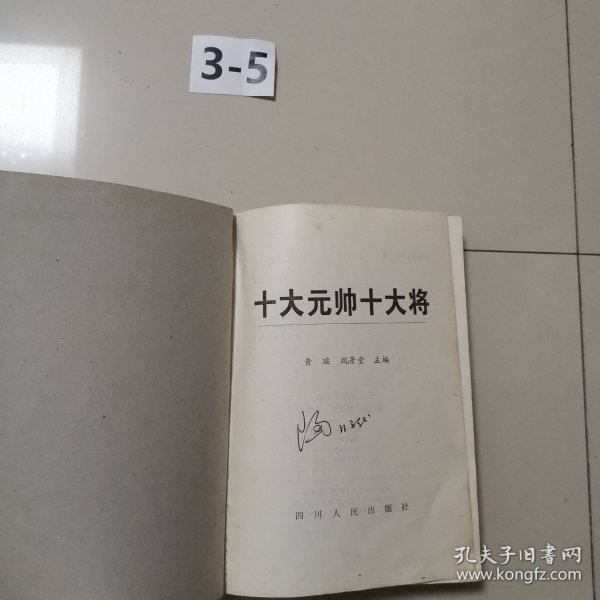 3-5
十大元帅十大将
黄瑶 阎景堂 主编
四川人民出版社
孔夫子旧书网
www.kongfz.com